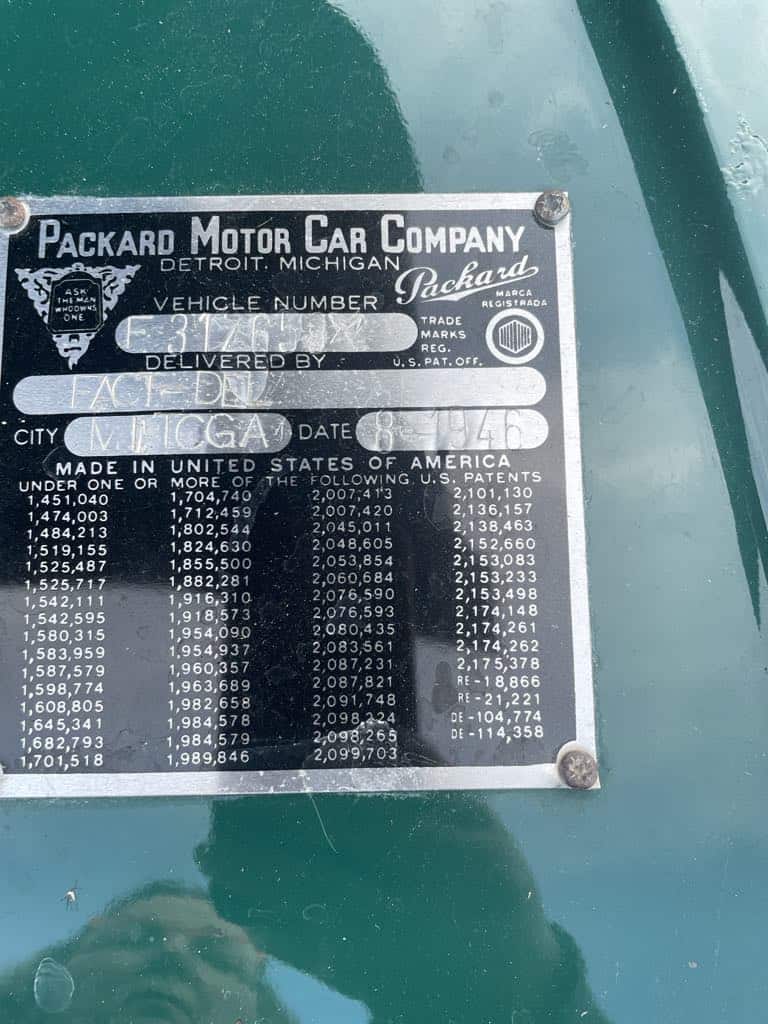 PACKARD MOTOR CAR COMPANY
DETROIT. MICHIGAN
Packard
MARCA
REGISTRADA
ASK
THE MAN
WHO OWNS
ONE
VEHICLE NUMBER
TRADE
MARKS
REG.
U.S. PAT. OFF.
DELIVERED BY
FACT-DEL
CITY DATE 8-1946
MADE IN UNITED STATES OF AMERICA
UNDER ONE OR MORE OF THE FOLLOWING U.S. PATENTS
1,451,040 1,704,740 2,007,413 2,101,130
1,474,003 1,712,459 2,007,420 2,136,157
1,484,213 1,802,544 2,045,011 2,138,463
1,519,155 1,824,630 2,048,605 2,152,660
1,525,487 1,855,500 2,053,854 2,153,083
1,525,717 1,882,281 2,060,684 2,153,233
1,542,111 1,916,310 2,076,590 2,153,498
1,542,595 1,918,573 2,076,593 2,174,148
1,580,315 1,954,090 2,080,435 2,174,261
1,583,959 1,954,937 2,083,561 2,174,262
1,587,579 1,960,357 2,087,231 2,175,378
1,598,774 1,963,689 2,087,821 RE-18,866
1,608,805 1,982,658 2,091,748 RE-21,221
1,645,341 1,984,578 2,098,224 DE-104,774
1,682,793 1,984,579 2,098,265 DE-114,358
1,701,518 1,989,846 2,099,703